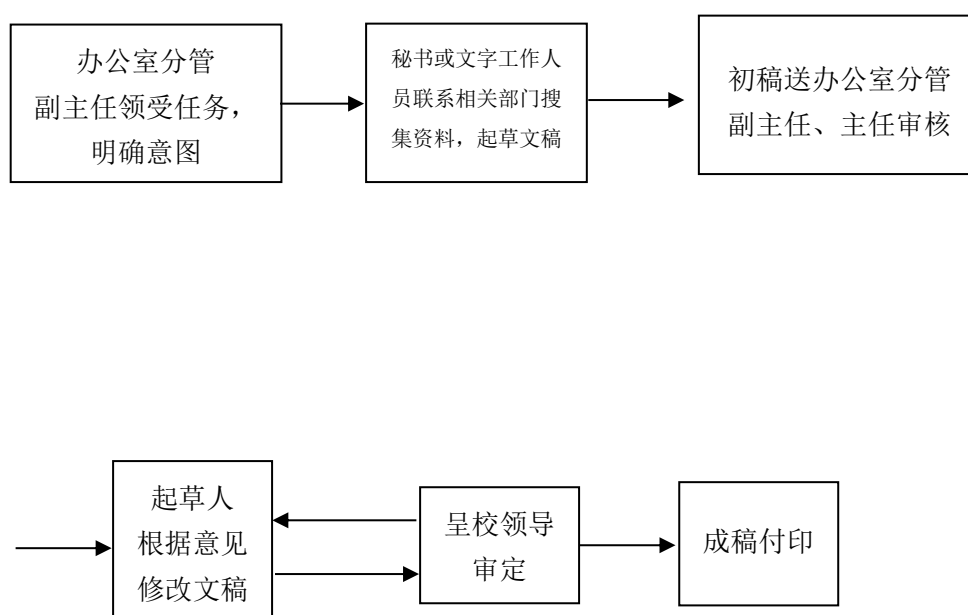 办公室分管
副主任领受任务，
明确意图
秘书或文字工作人
员联系相关部门搜
集资料，起草文稿
初稿送办公室分管
副主任、主任审核
起草人
根据意见
修改文稿
呈校领导
审定
成稿付印